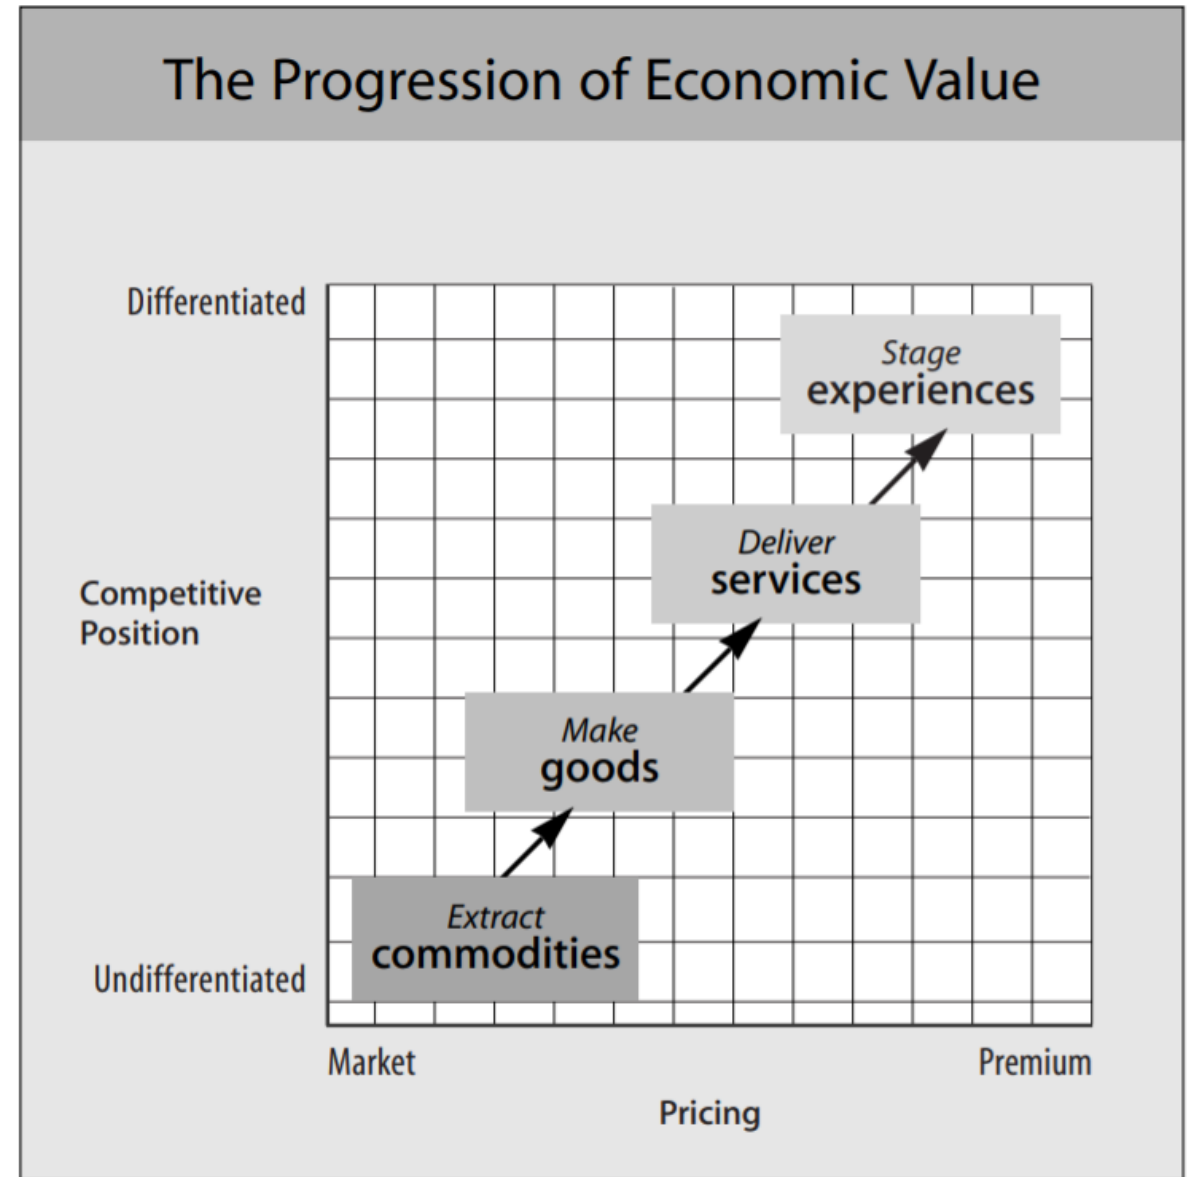 The Progression of Economic Value
Differentiated
Stage
experiences
Deliver
services
Competitive
Position
Make
goods
Extract
commodities
Undifferentiated
Market
Premium
Pricing